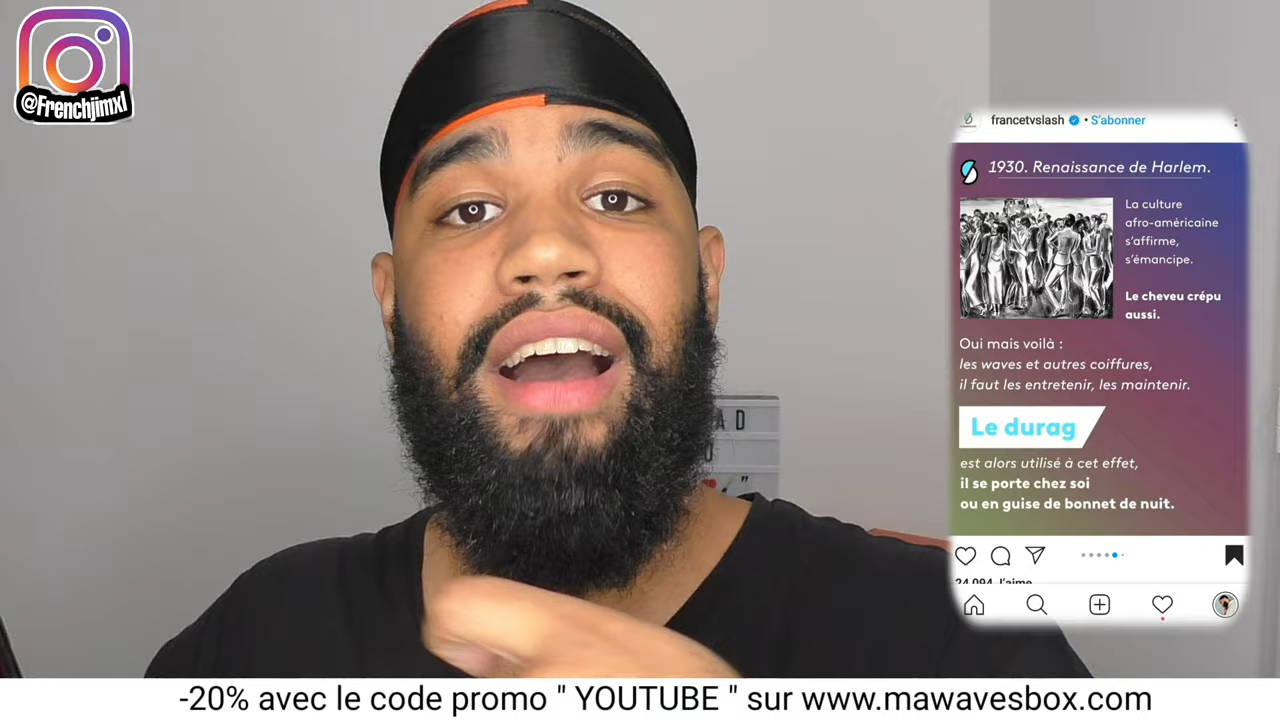 @Frenchjimxl
francetvslash • S'abonner
1930. Renaissance de Harlem.
La culture
afro-américaine
s'affirme,
s'émancipe.
Le cheveu crépu
aussi.
Oui mais voilà :
les waves et autres coiffures,
il faut les entretenir, les maintenir.
Le durag
est alors utilisé à cet effet,
il se porte chez soi
ou en guise de bonnet de nuit.
24 094 J'aime
A D
U
"
-20% avec le code promo " YOUTUBE " sur www.mawavesbox.com